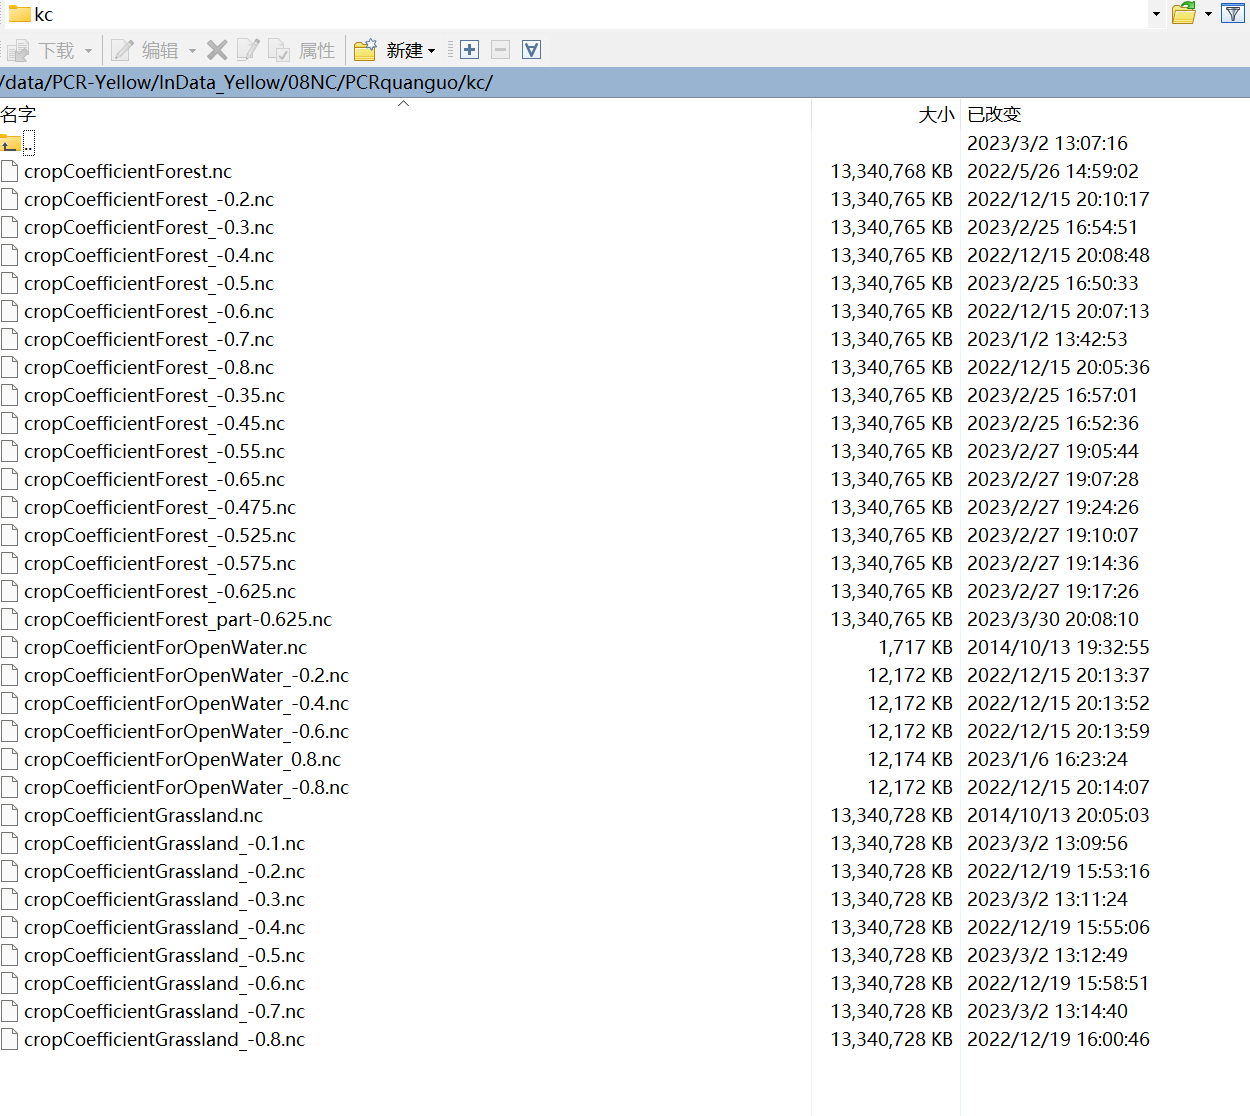 kc
下载 编辑 属性 新建
/data/PCR-Yellow/InData_Yellow/08NC/PCRquanguo/kc/
名字 大小 已改变
.. 2023/3/2 13:07:16
cropCoefficientForest.nc 13,340,768 KB 2022/5/26 14:59:02
cropCoefficientForest_-0.2.nc 13,340,765 KB 2022/12/15 20:10:17
cropCoefficientForest_-0.3.nc 13,340,765 KB 2023/2/25 16:54:51
cropCoefficientForest_-0.4.nc 13,340,765 KB 2022/12/15 20:08:48
cropCoefficientForest_-0.5.nc 13,340,765 KB 2023/2/25 16:50:33
cropCoefficientForest_-0.6.nc 13,340,765 KB 2022/12/15 20:07:13
cropCoefficientForest_-0.7.nc 13,340,765 KB 2023/1/2 13:42:53
cropCoefficientForest_-0.8.nc 13,340,765 KB 2022/12/15 20:05:36
cropCoefficientForest_-0.35.nc 13,340,765 KB 2023/2/25 16:57:01
cropCoefficientForest_-0.45.nc 13,340,765 KB 2023/2/25 16:52:36
cropCoefficientForest_-0.55.nc 13,340,765 KB 2023/2/27 19:05:44
cropCoefficientForest_-0.65.nc 13,340,765 KB 2023/2/27 19:07:28
cropCoefficientForest_-0.475.nc 13,340,765 KB 2023/2/27 19:24:26
cropCoefficientForest_-0.525.nc 13,340,765 KB 2023/2/27 19:10:07
cropCoefficientForest_-0.575.nc 13,340,765 KB 2023/2/27 19:14:36
cropCoefficientForest_-0.625.nc 13,340,765 KB 2023/2/27 19:17:26
cropCoefficientForest_part-0.625.nc 13,340,765 KB 2023/3/30 20:08:10
cropCoefficientForOpenWater.nc 1,717 KB 2014/10/13 19:32:55
cropCoefficientForOpenWater_-0.2.nc 12,172 KB 2022/12/15 20:13:37
cropCoefficientForOpenWater_-0.4.nc 12,172 KB 2022/12/15 20:13:52
cropCoefficientForOpenWater_-0.6.nc 12,172 KB 2022/12/15 20:13:59
cropCoefficientForOpenWater_0.8.nc 12,174 KB 2023/1/6 16:23:24
cropCoefficientForOpenWater_-0.8.nc 12,172 KB 2022/12/15 20:14:07
cropCoefficientGrassland.nc 13,340,728 KB 2014/10/13 20:05:03
cropCoefficientGrassland_-0.1.nc 13,340,728 KB 2023/3/2 13:09:56
cropCoefficientGrassland_-0.2.nc 13,340,728 KB 2022/12/19 15:53:16
cropCoefficientGrassland_-0.3.nc 13,340,728 KB 2023/3/2 13:11:24
cropCoefficientGrassland_-0.4.nc 13,340,728 KB 2022/12/19 15:55:06
cropCoefficientGrassland_-0.5.nc 13,340,728 KB 2023/3/2 13:12:49
cropCoefficientGrassland_-0.6.nc 13,340,728 KB 2022/12/19 15:58:51
cropCoefficientGrassland_-0.7.nc 13,340,728 KB 2023/3/2 13:14:40
cropCoefficientGrassland_-0.8.nc 13,340,728 KB 2022/12/19 16:00:46